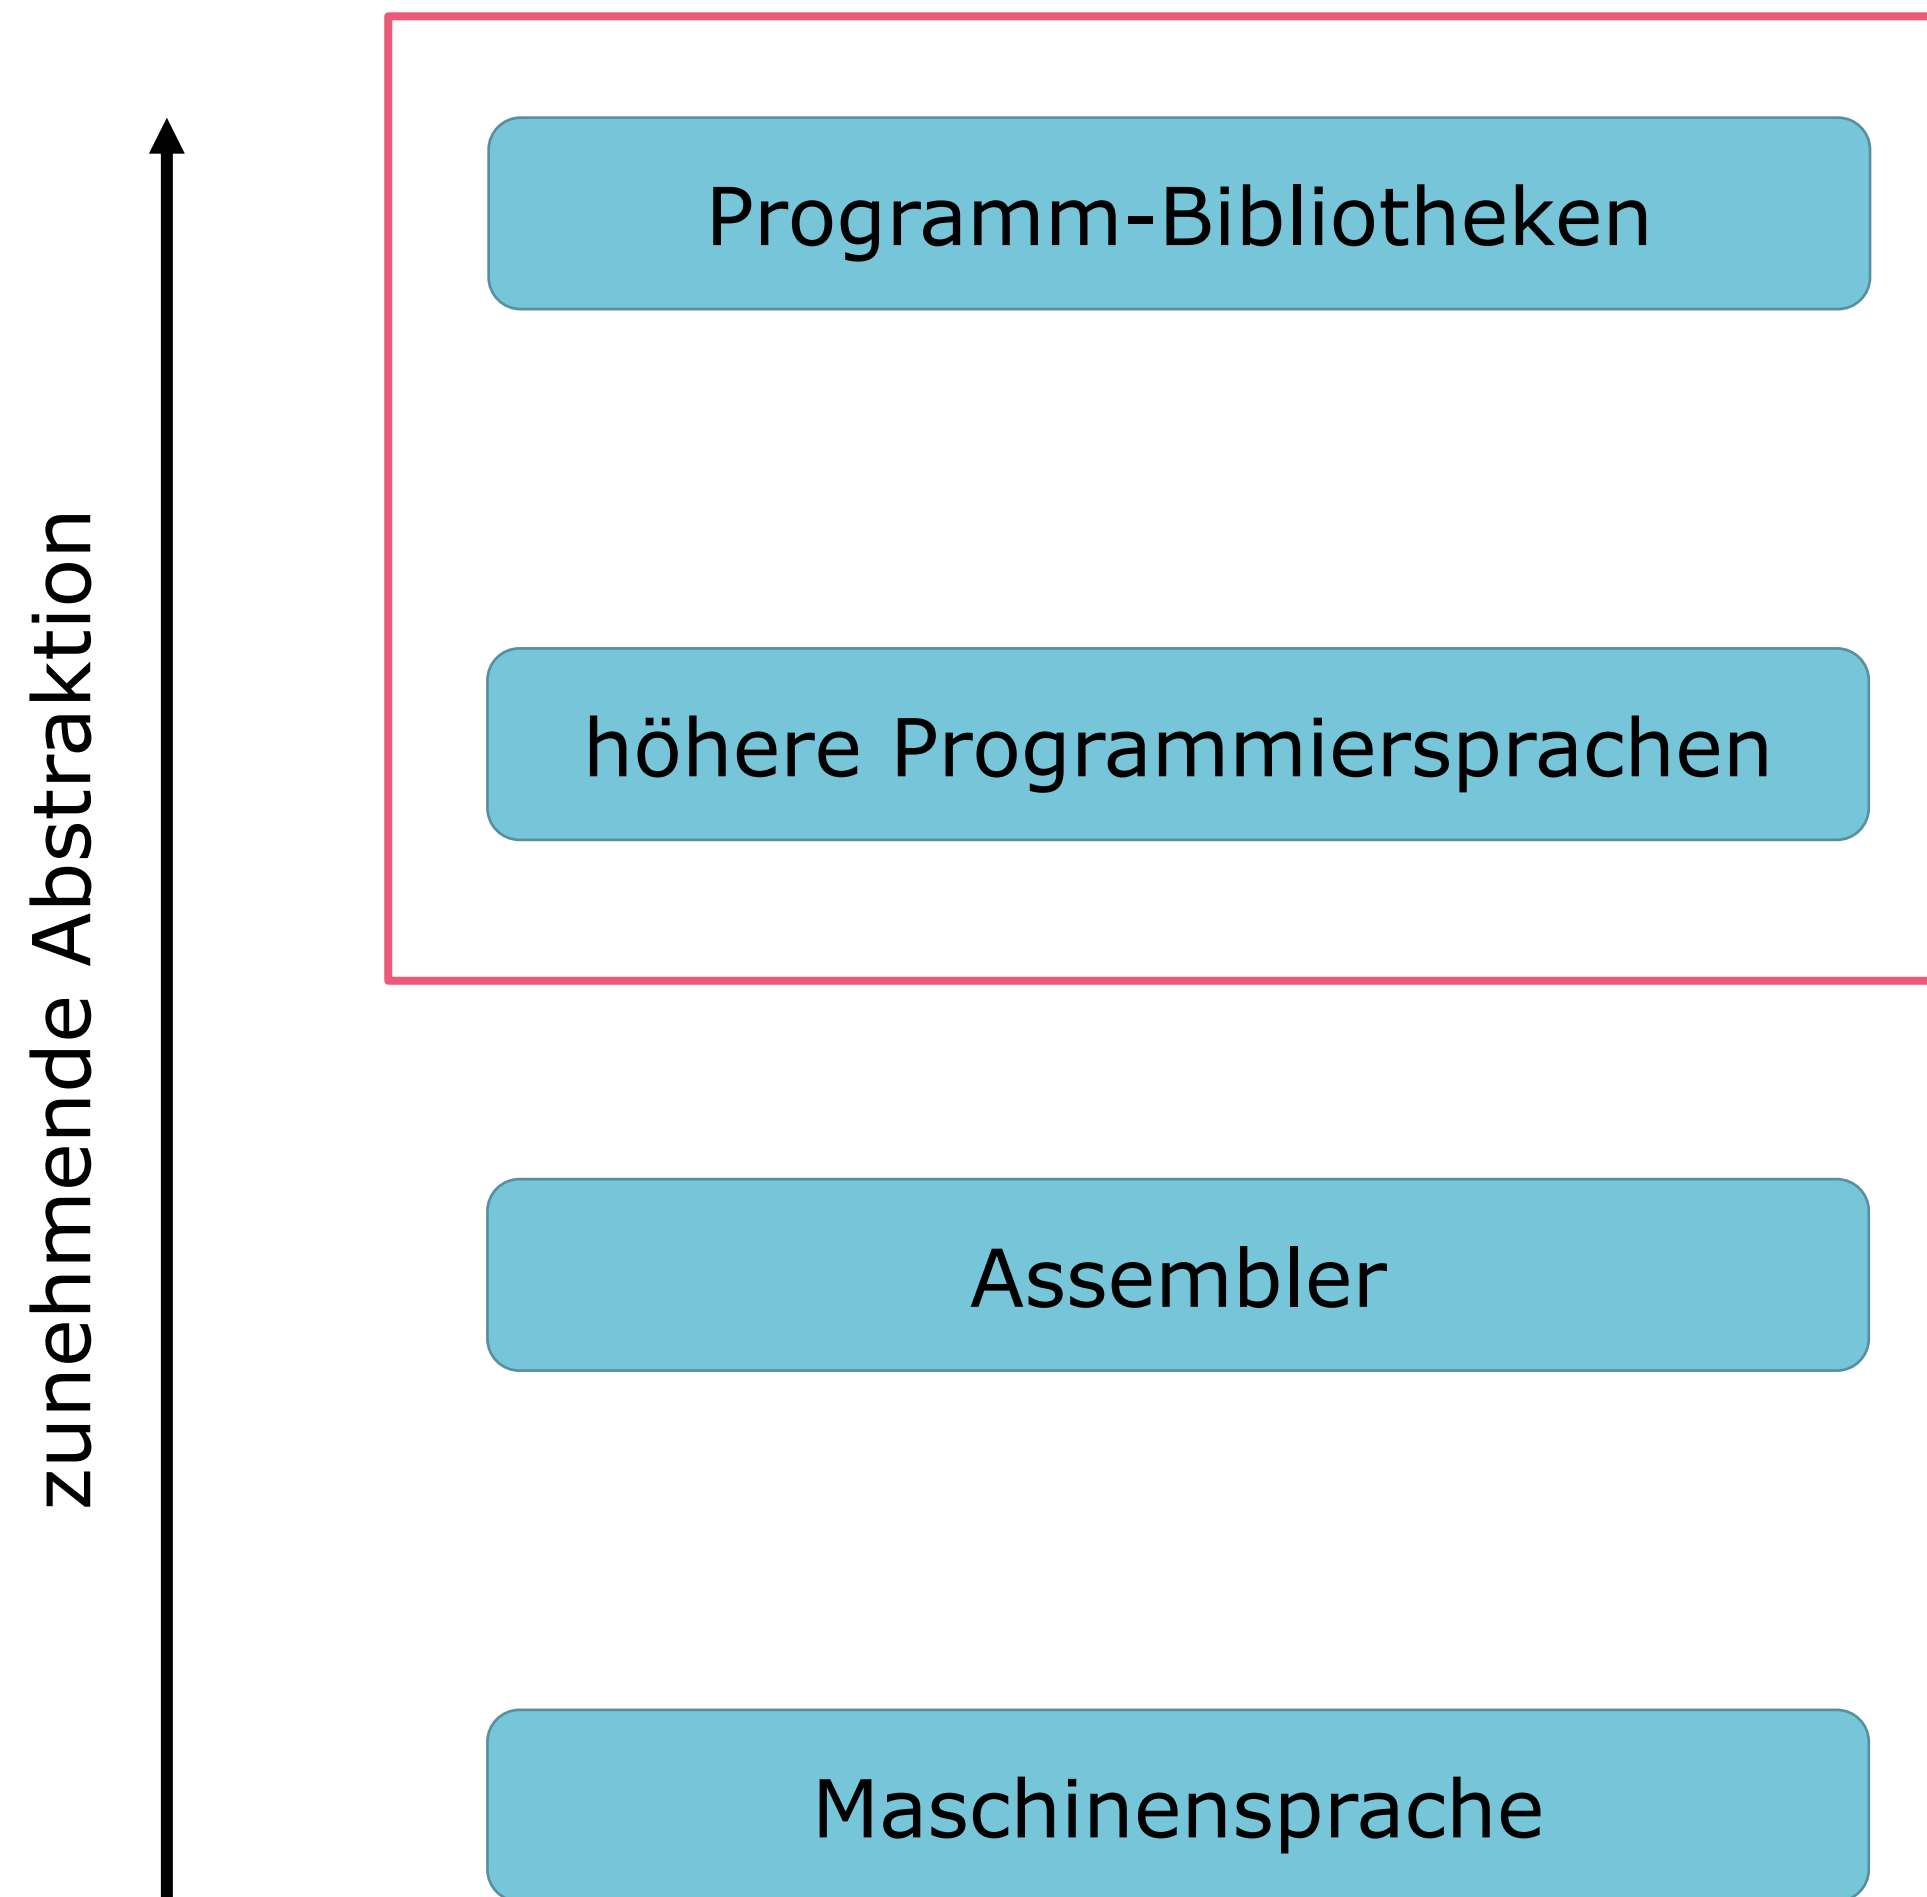 zunehmende Abstraktion
Programm-Bibliotheken
höhere Programmiersprachen
Assembler
Maschinensprache